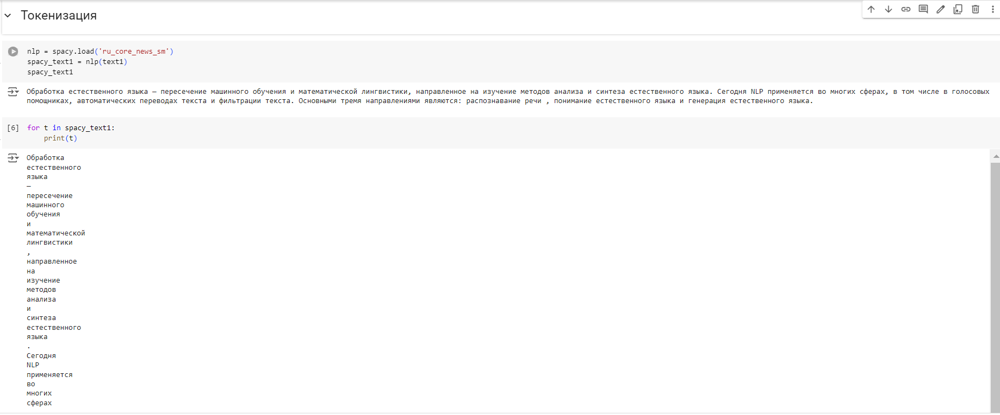 Токенизация
nlp = spacy.load('ru_core_news_sm')
spacy_text1 = nlp(text1)
spacy_text1
Обработка естественного языка — пересечение машинного обучения и математической лингвистики, направленное на изучение методов анализа и синтеза естественного языка. Сегодня NLP применяется во многих сферах, в том числе в голосовых
помощниках, автоматических переводах текста и фильтрации текста. Основными тремя направлениями являются: распознавание речи , понимание естественного языка и генерация естественного языка.
[6] for t in spacy_text1:
print(t)
Обработка
естественного
языка
—
пересечение
машинного
обучения
и
математической
лингвистики
,
направленное
на
изучение
методов
анализа
и
синтеза
естественного
языка
.
Сегодня
NLP
применяется
во
многих
сферах